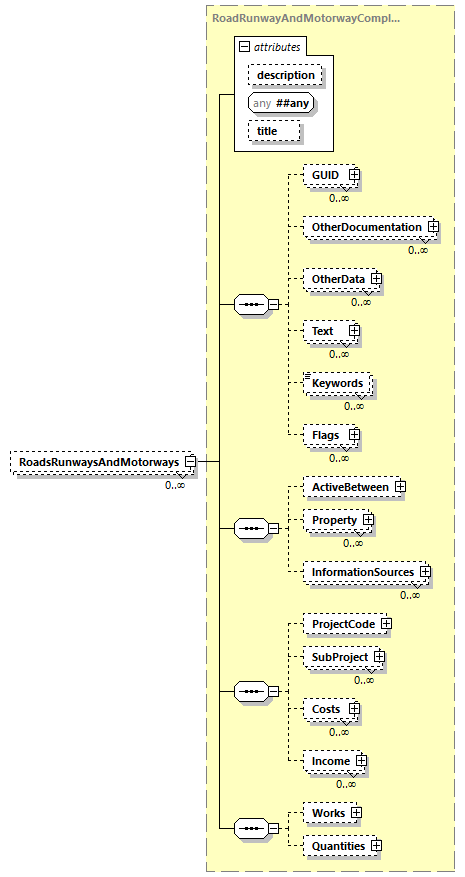 RoadRunwayAndMotorwayCompl...
attributes
description
any ##any
title
GUID
0..∞
OtherDocumentation
0..∞
OtherData
0..∞
Text
0..∞
Keywords
0..∞
Flags
0..∞
RoadsRunwaysAndMotorways
0..∞
ActiveBetween
Property
0..∞
InformationSources
0..∞
ProjectCode
SubProject
0..∞
Costs
0..∞
Income
0..∞
Works
Quantities